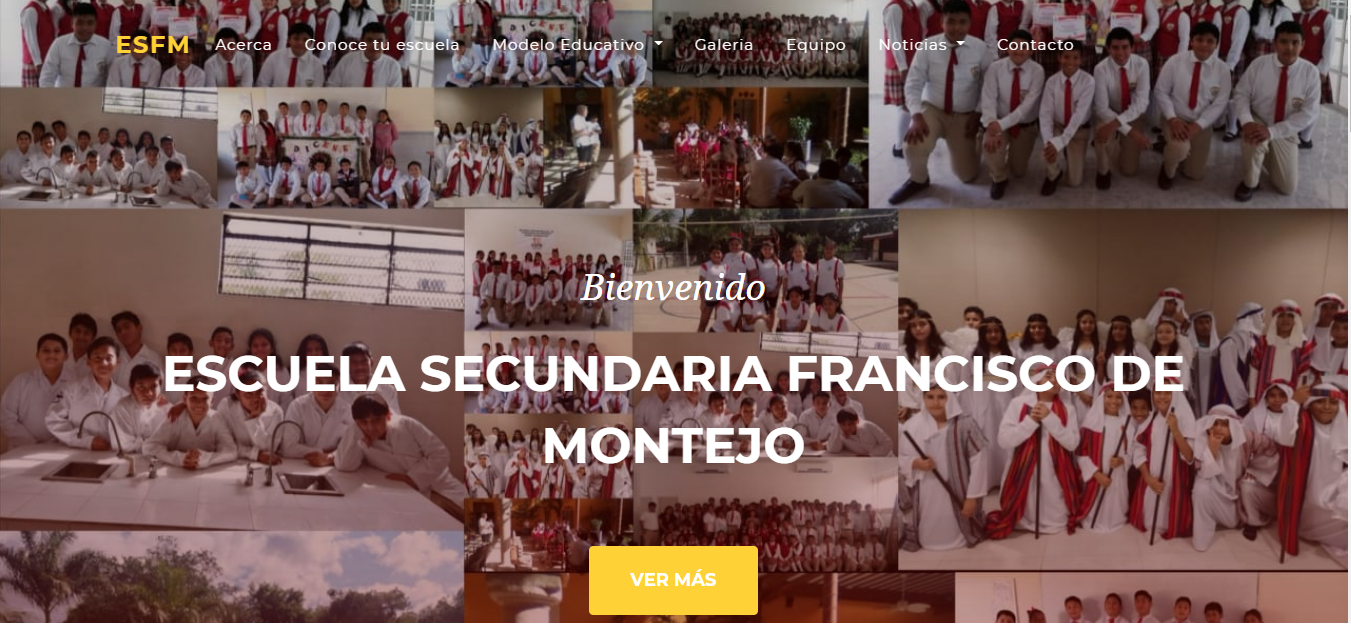 ESFM Acerca Conoce tu escuela Modelo Educativo Galeria Equipo Noticias Contacto
Bienvenido
ESCUELA SECUNDARIA FRANCISCO DE
MONTEJO
VER MÁS